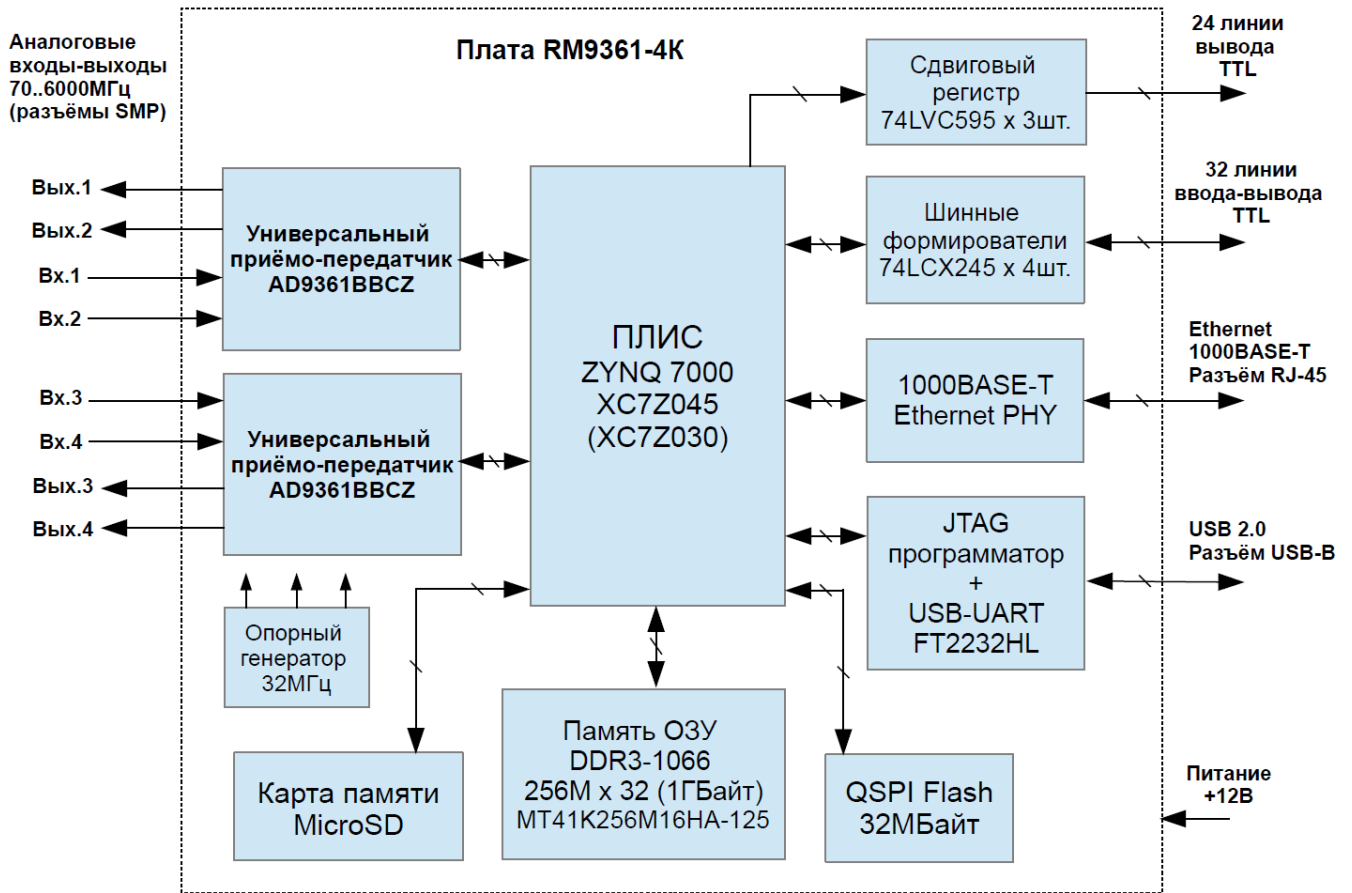 Плата RM9361-4К
Аналоговые
входы-выходы
70..6000МГц
(разъёмы SMP)
Вых.1
Вых.2
Вх.1
Вх.2
Вх.3
Вх.4
Вых.3
Вых.4
Универсальный
приёмо-передатчик
AD9361BBCZ
Универсальный
приёмо-передатчик
AD9361BBCZ
Опорный
генератор
32МГц
Карта памяти
MicroSD
ПЛИС
ZYNQ 7000
XC7Z045
(XC7Z030)
Память ОЗУ
DDR3-1066
256М x 32 (1ГБайт)
MT41K256M16HA-125
QSPI Flash
32МБайт
Сдвиговый
регистр
74LVC595 x 3шт.
Шинные
формирователи
74LCX245 x 4шт.
1000BASE-T
Ethernet PHY
JTAG
программатор
+
USB-UART
FT2232HL
24 линии
вывода
TTL
32 линии
ввода-вывода
TTL
Ethernet
1000BASE-T
Разъём RJ-45
USB 2.0
Разъём USB-B
Питание
+12В